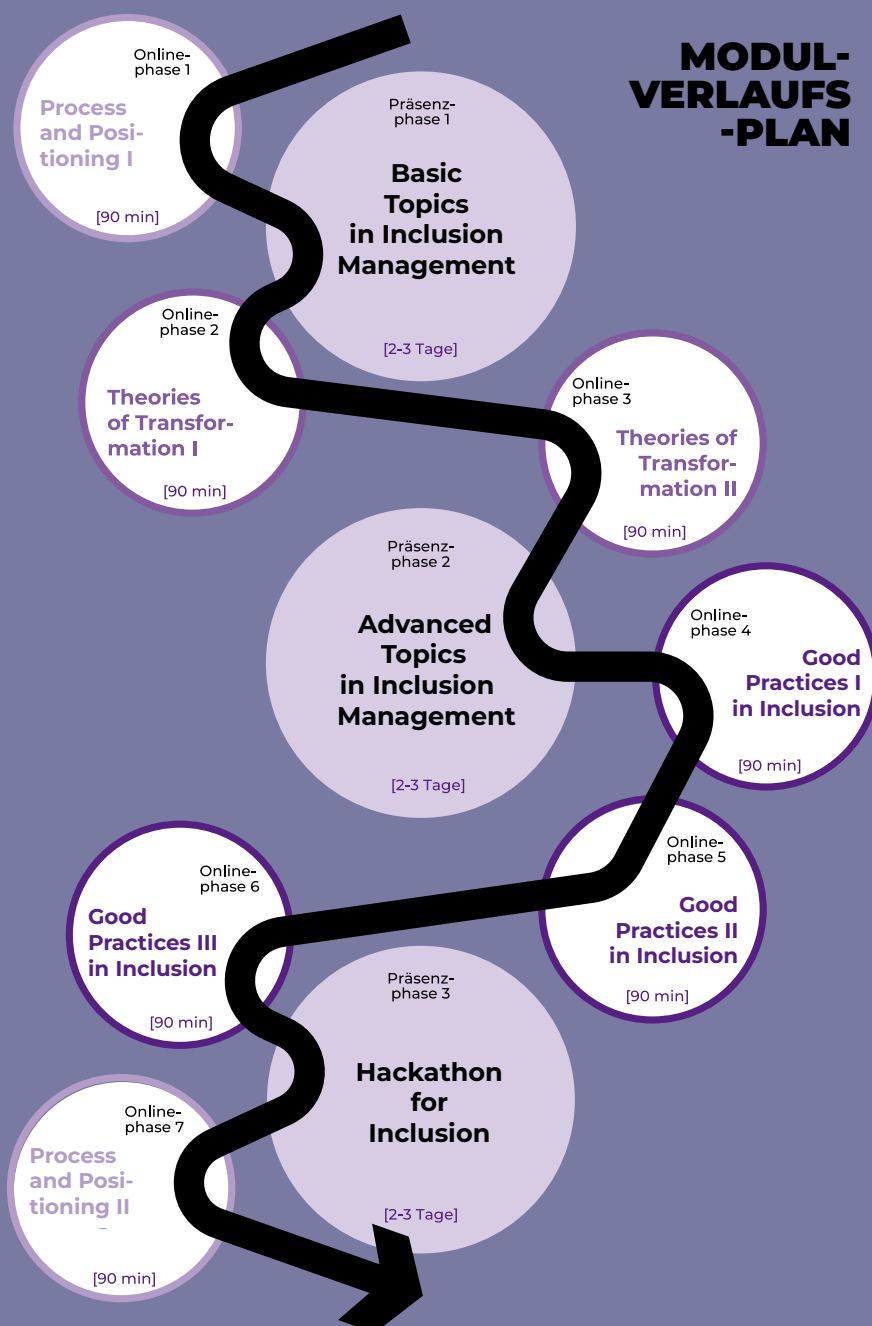 MODUL-
VERLAUFS
-PLAN
Online-
phase 1
Process
and Posi-
tioning I
[90 min]
Präsenz-
phase 1
Basic
Topics
in Inclusion
Management
[2-3 Tage]
Online-
phase 2
Theories
of Transfor-
mation I
[90 min]
Online-
phase 3
Theories of
Transfor-
mation II
[90 min]
Präsenz-
phase 2
Advanced
Topics
in Inclusion
Management
[2-3 Tage]
Online-
phase 4
Good
Practices I
in Inclusion
[90 min]
Online-
phase 5
Good
Practices II
in Inclusion
[90 min]
Online-
phase 6
Good
Practices III
in Inclusion
[90 min]
Präsenz-
phase 3
Hackathon
for
Inclusion
[2-3 Tage]
Online-
phase 7
Process
and Posi-
tioning II
[90 min]